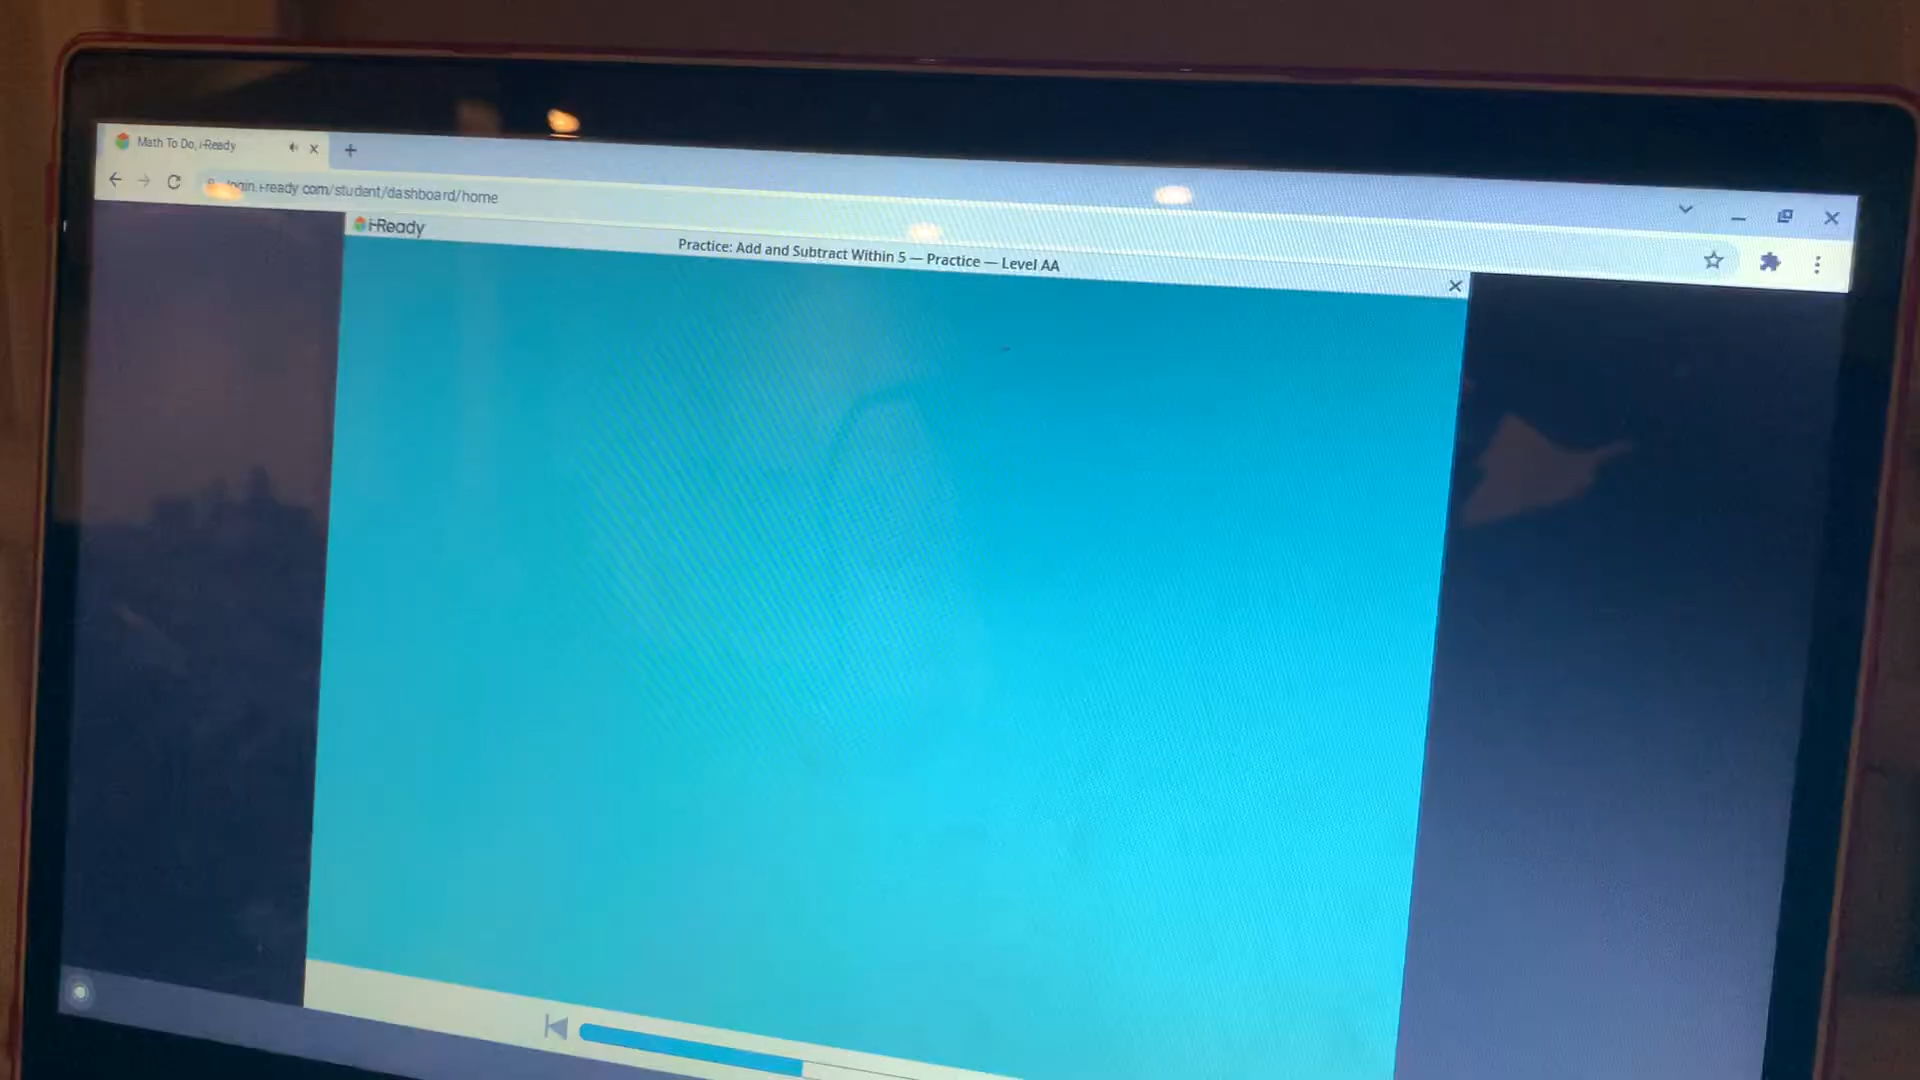 Math To Do, i-Ready
login.i-ready.com/student/dashboard/home
i-Ready
Practice: Add and Subtract Within 5 — Practice — Level AA